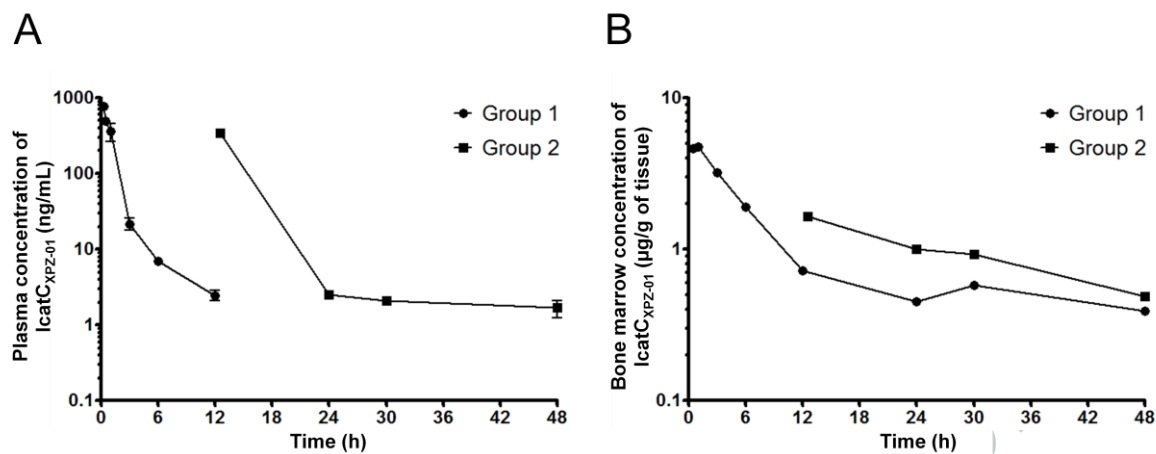 A
Plasma concentration of
IcatCXPZ-01 (ng/mL)
1000
100
10
1
0.1
0
6
12
18
24
30
36
42
48
Time (h)
Group 1
Group 2
B
Bone marrow concentration of
IcatCXPZ-01 (µg/g of tissue)
10
1
0.1
0
6
12
18
24
30
36
42
48
Time (h)
Group 1
Group 2